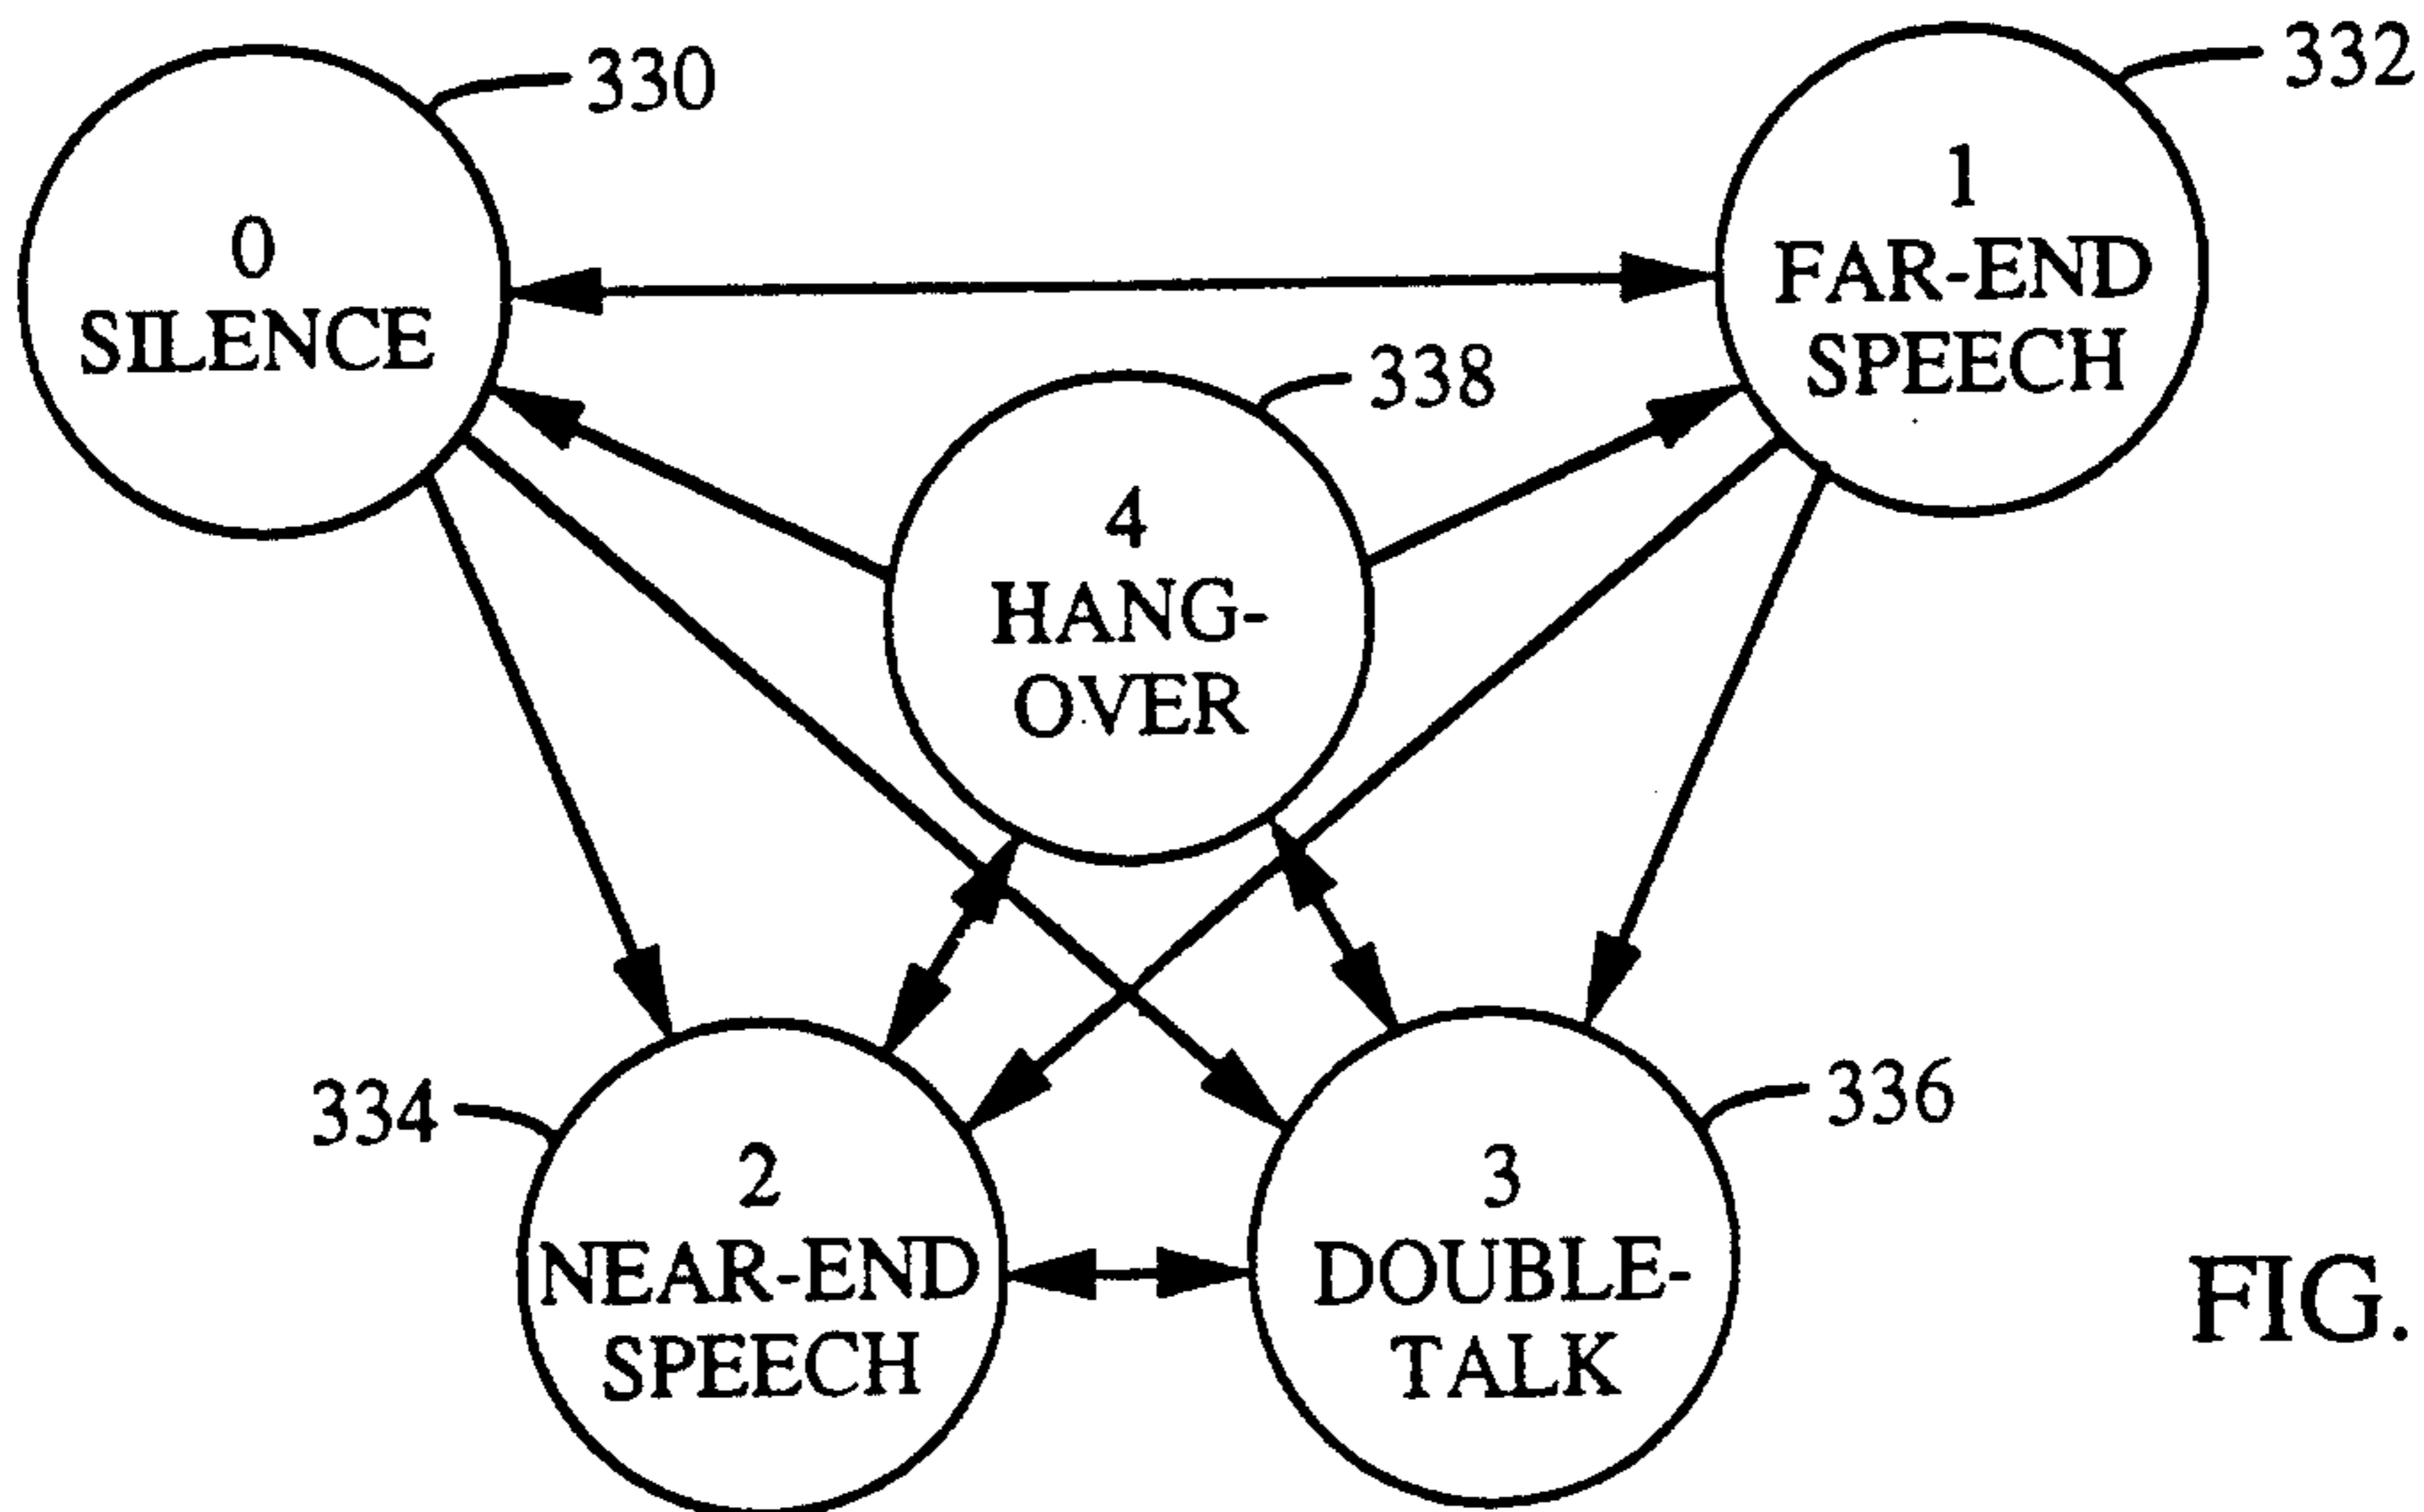 330
0
SILENCE
332
1
FAR-END
SPEECH
338
4
HANG-
OVER
334
2
NEAR-END
SPEECH
336
3
DOUBLE-
TALK
FIG.